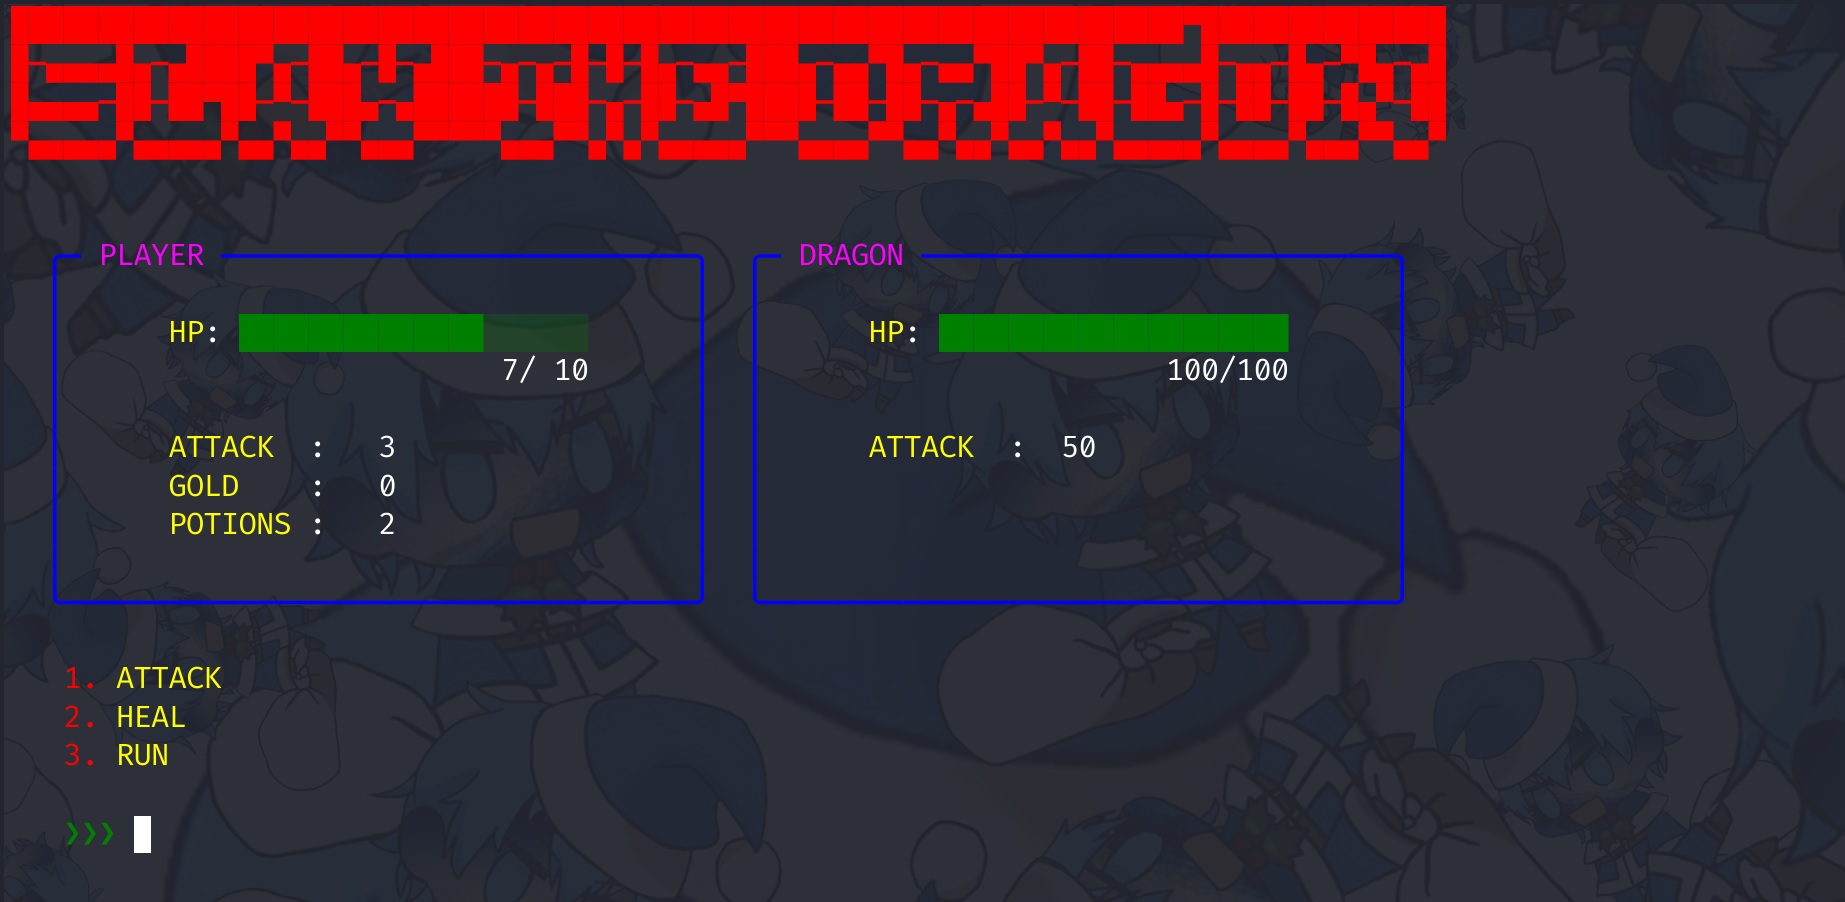 SLAY THE DRAGON
PLAYER
HP:
7/ 10
ATTACK : 3
GOLD : 0
POTIONS : 2
DRAGON
HP:
100/100
ATTACK : 50
1. ATTACK
2. HEAL
3. RUN
❯❯❯